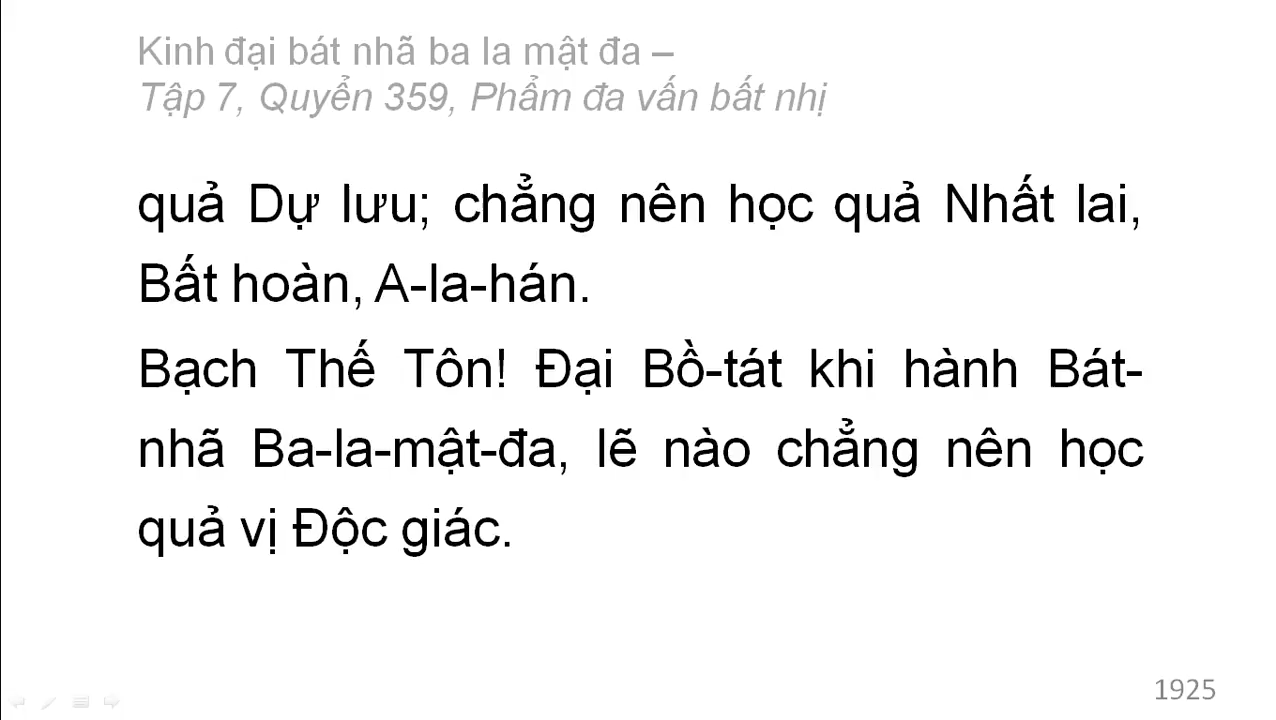 Kinh đại bát nhã ba la mật đa –
Tập 7, Quyển 359, Phẩm đa vấn bất nhị
quả Dự lưu; chẳng nên học quả Nhất lai,
Bất hoàn, A-la-hán.
Bạch Thế Tôn! Đại Bồ-tát khi hành Bát-
nhã Ba-la-mật-đa, lẽ nào chẳng nên học
quả vị Độc giác.
1925